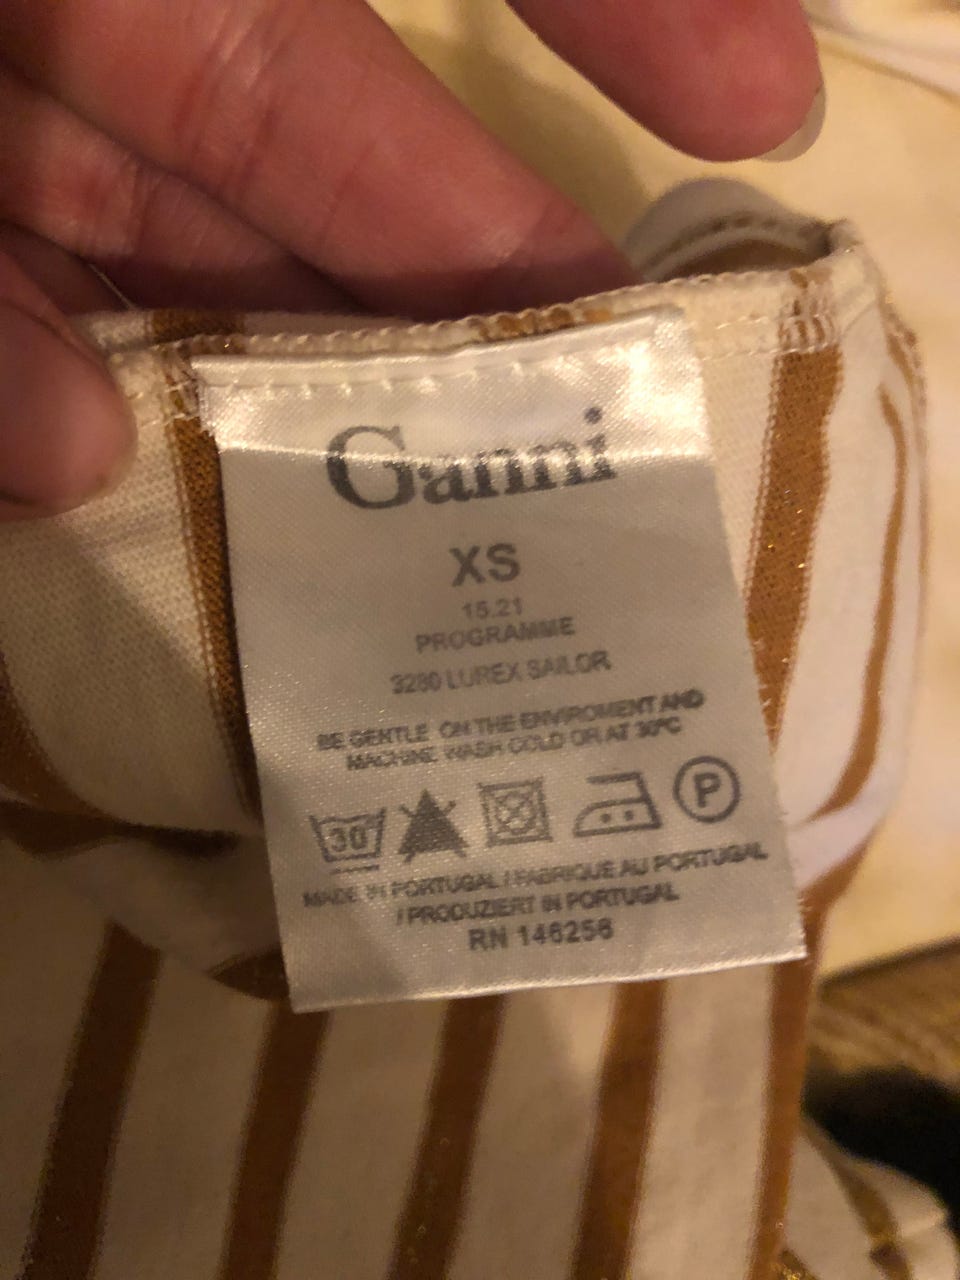 Ganni
XS
15.21
PROGRAMME
3280 LUREX SAILOR
BE GENTLE ON THE ENVIROMENT AND
MACHINE WASH COLD OR AT 30°C
30
P
MADE IN PORTUGAL / FABRIQUE AU PORTUGAL
/ PRODUZIERT IN PORTUGAL
RN 146256